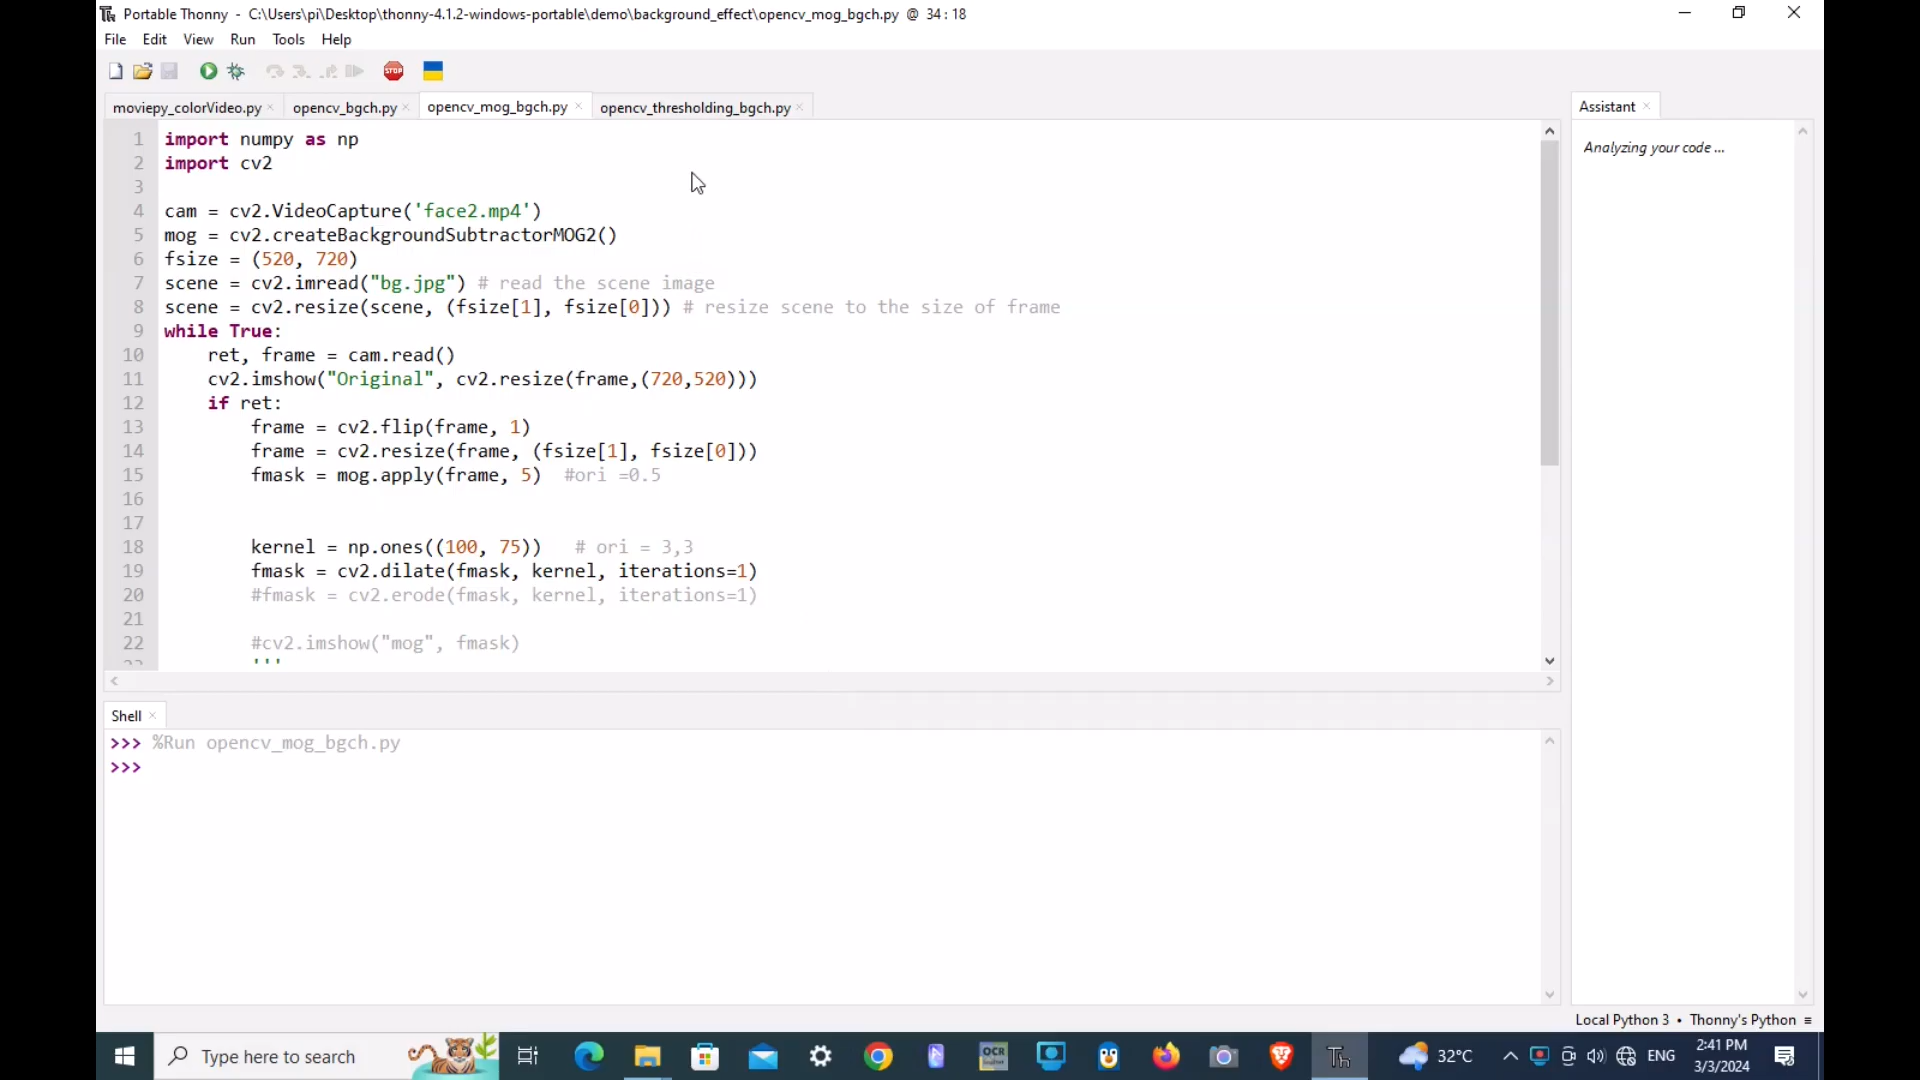 Portable Thonny - C:\Users\pi\Desktop\thonny-4.1.2-windows-portable\demo\background_effect\opencv_mog_bgch.py @ 34:18
File Edit View Run Tools Help
STOP
moviepy_colorVideo.py × opencv_bgch.py × opencv_mog_bgch.py × opencv_thresholding_bgch.py ×
Assistant ×
Analyzing your code ...
1 import numpy as np
2 import cv2
3
4 cam = cv2.VideoCapture('face2.mp4')
5 mog = cv2.createBackgroundSubtractorMOG2()
6 fsize = (520, 720)
7 scene = cv2.imread("bg.jpg") # read the scene image
8 scene = cv2.resize(scene, (fsize[1], fsize[0])) # resize scene to the size of frame
9 while True:
10     ret, frame = cam.read()
11     cv2.imshow("Original", cv2.resize(frame,(720,520)))
12     if ret:
13         frame = cv2.flip(frame, 1)
14         frame = cv2.resize(frame, (fsize[1], fsize[0]))
15         fmask = mog.apply(frame, 5)  #ori =0.5
16
17
18         kernel = np.ones((100, 75))   # ori = 3,3
19         fmask = cv2.dilate(fmask, kernel, iterations=1)
20         #fmask = cv2.erode(fmask, kernel, iterations=1)
21
22         #cv2.imshow("mog", fmask)
23         '''
Shell ×
>>> %Run opencv_mog_bgch.py
>>>
Local Python 3 • Thonny's Python ≡
Type here to search
OCR
Th
32°C
ENG
2:41 PM
3/3/2024